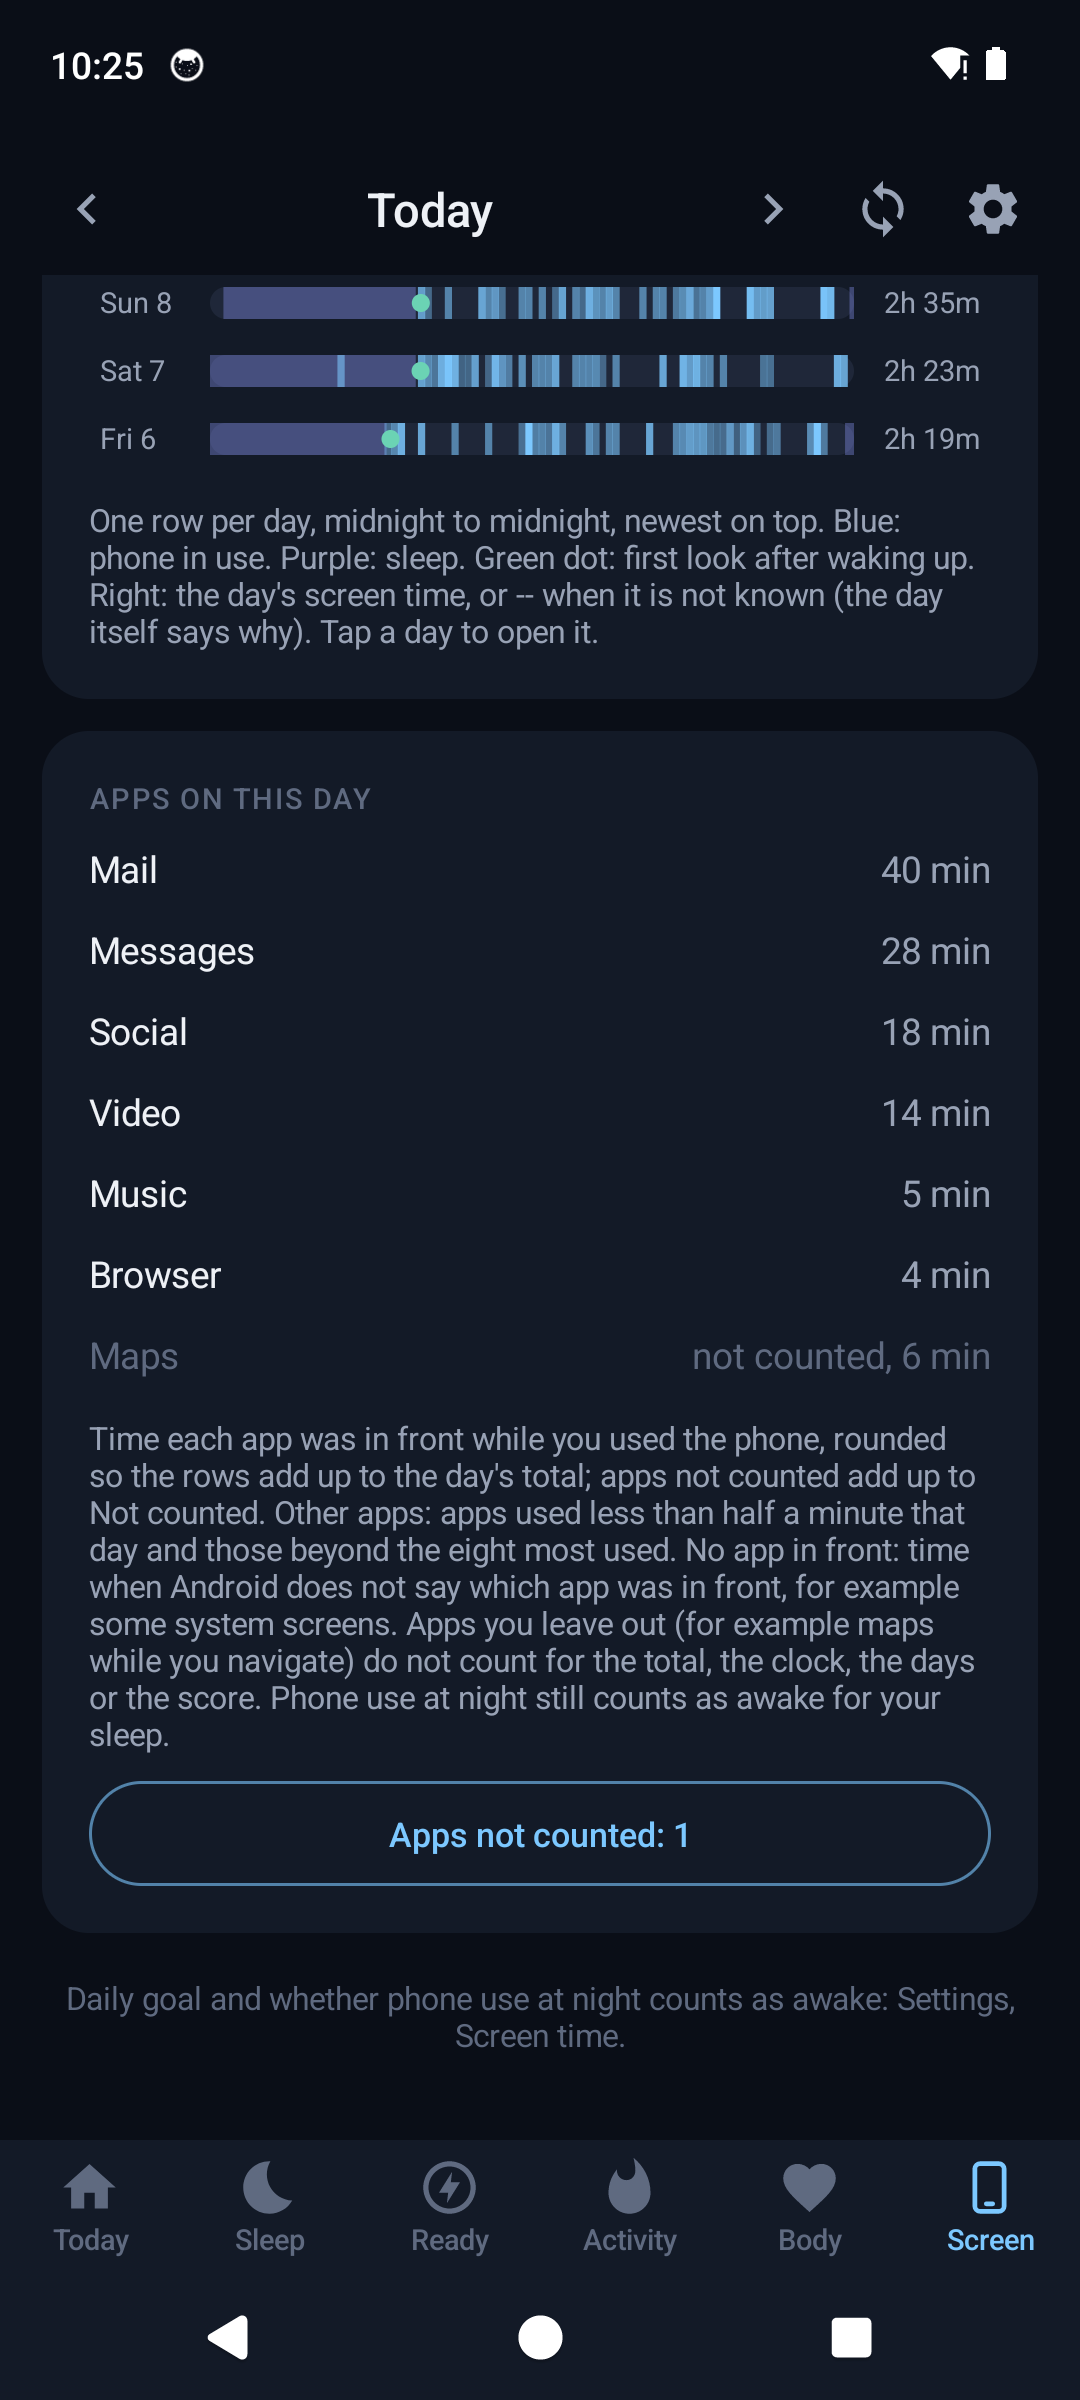 10:25
Today
Sun 8 2h 35m
Sat 7 2h 23m
Fri 6 2h 19m
One row per day, midnight to midnight, newest on top. Blue:
phone in use. Purple: sleep. Green dot: first look after waking up.
Right: the day's screen time, or -- when it is not known (the day
itself says why). Tap a day to open it.
APPS ON THIS DAY
Mail 40 min
Messages 28 min
Social 18 min
Video 14 min
Music 5 min
Browser 4 min
Maps not counted, 6 min
Time each app was in front while you used the phone, rounded
so the rows add up to the day's total; apps not counted add up to
Not counted. Other apps: apps used less than half a minute that
day and those beyond the eight most used. No app in front: time
when Android does not say which app was in front, for example
some system screens. Apps you leave out (for example maps
while you navigate) do not count for the total, the clock, the days
or the score. Phone use at night still counts as awake for your
sleep.
Apps not counted: 1
Daily goal and whether phone use at night counts as awake: Settings,
Screen time.
Today Sleep Ready Activity Body Screen